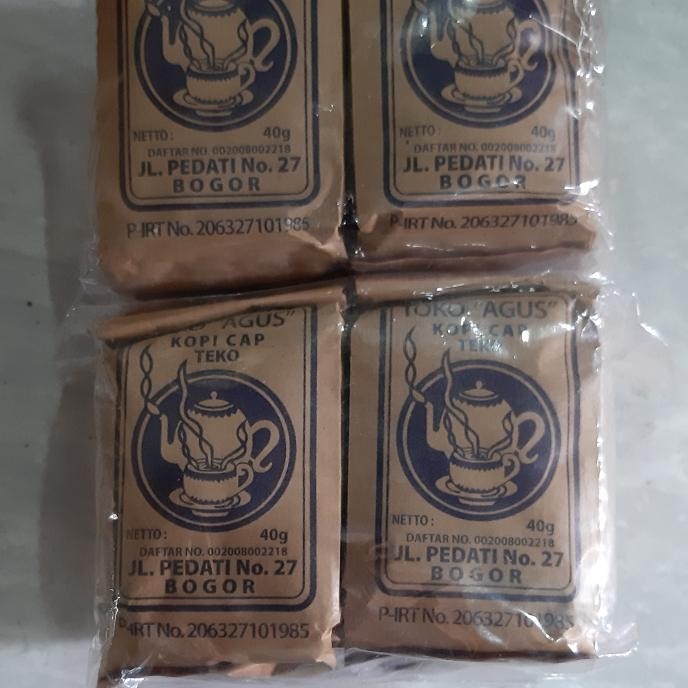 NETTO : 40g
DAFTAR NO. 002008002218
JL. PEDATI No. 27
BOGOR
P-IRT No. 206327101985
NETTO : 40g
DAFTAR NO. 002008002218
JL. PEDATI No. 27
BOGOR
P-IRT No. 206327101985
"AGUS"
KOPI CAP
TEKO
NETTO : 40g
DAFTAR NO. 002008002218
JL. PEDATI No. 27
BOGOR
P-IRT No. 206327101985
TOKO "AGUS"
KOPI CAP
TEKO
NETTO : 40g
DAFTAR NO. 002008002218
JL. PEDATI No. 27
BOGOR
P-IRT No. 206327101985